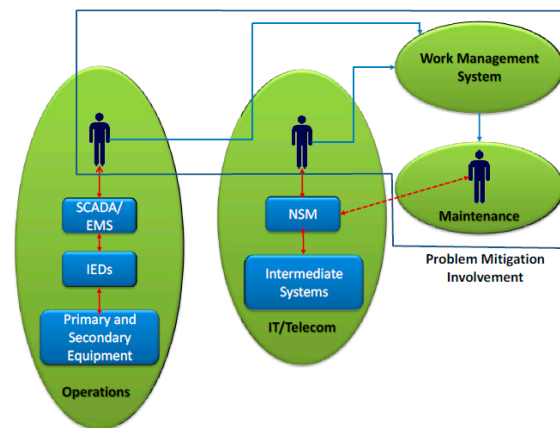 Work Management
System
SCADA/
EMS
NSM
Maintenance
IEDs
Intermediate
Systems
Problem Mitigation
Involvement
Primary and
Secondary
Equipment
IT/Telecom
Operations